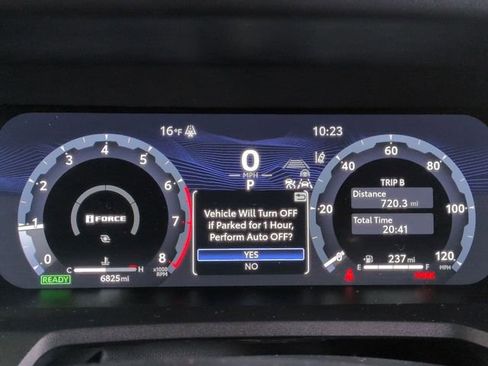 16°F
10:23
0
MPH
P
0
1
2
3
4
5
6
7
8
x1000
RPM
iFORCE
C
H
READY
6825 mi
Vehicle Will Turn OFF
if Parked for 1 Hour,
Perform Auto OFF?
YES
NO
0
20
40
60
80
100
120
MPH
TRIP B
Distance
720.3 mi
Total Time
20:41
E
F
237 mi